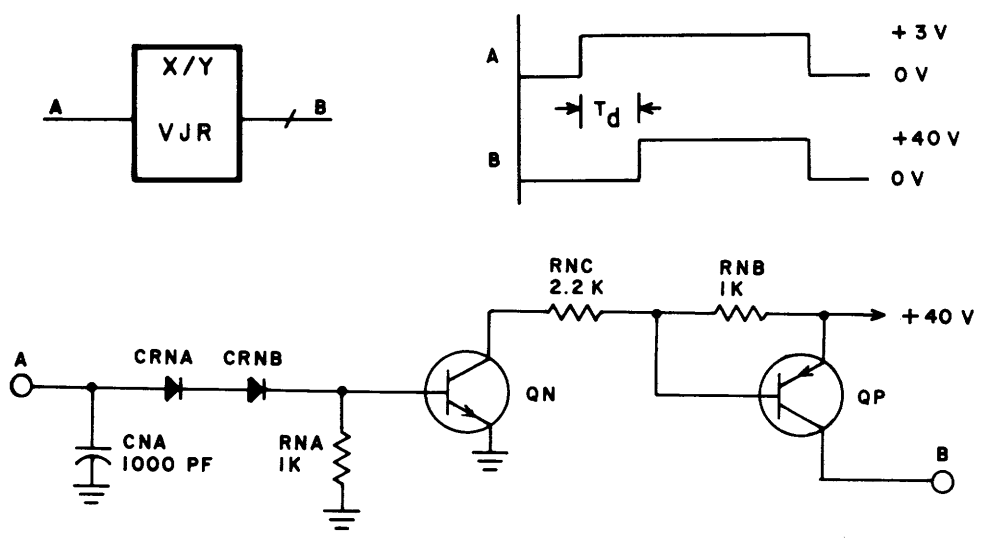 X/Y
A
B
VJR
A
+3 V
0 V
Td
B
+40 V
0 V
RNC
2.2 K
RNB
1K
+40 V
A
CRNA
CRNB
QN
QP
CNA
1000 PF
RNA
1K
B